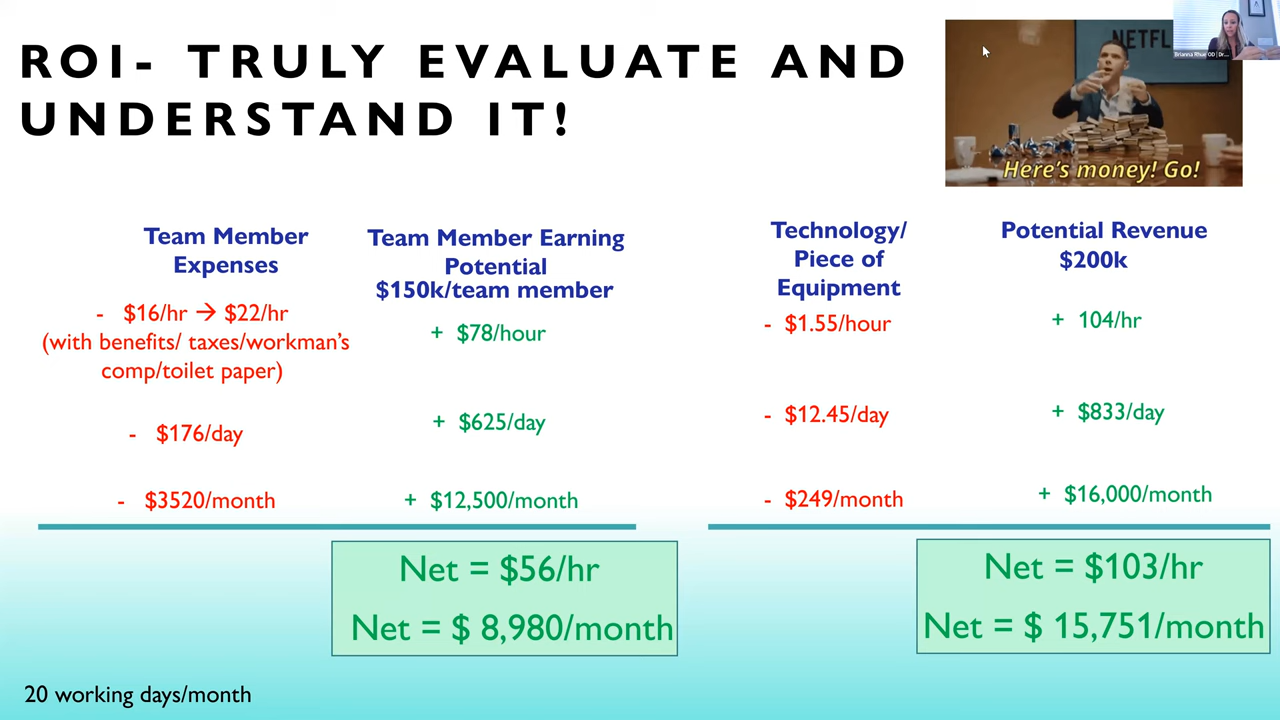 ROI- TRULY EVALUATE AND
UNDERSTAND IT!
NETFL
Brianna Rhue OD | Dr...
Here's money! Go!
Team Member
Expenses
- $16/hr → $22/hr
(with benefits/ taxes/workman's
comp/toilet paper)
- $176/day
- $3520/month
Team Member Earning
Potential
$150k/team member
+ $78/hour
+ $625/day
+ $12,500/month
Net = $56/hr
Net = $ 8,980/month
Technology/
Piece of
Equipment
- $1.55/hour
- $12.45/day
- $249/month
Potential Revenue
$200k
+ 104/hr
+ $833/day
+ $16,000/month
Net = $103/hr
Net = $ 15,751/month
20 working days/month